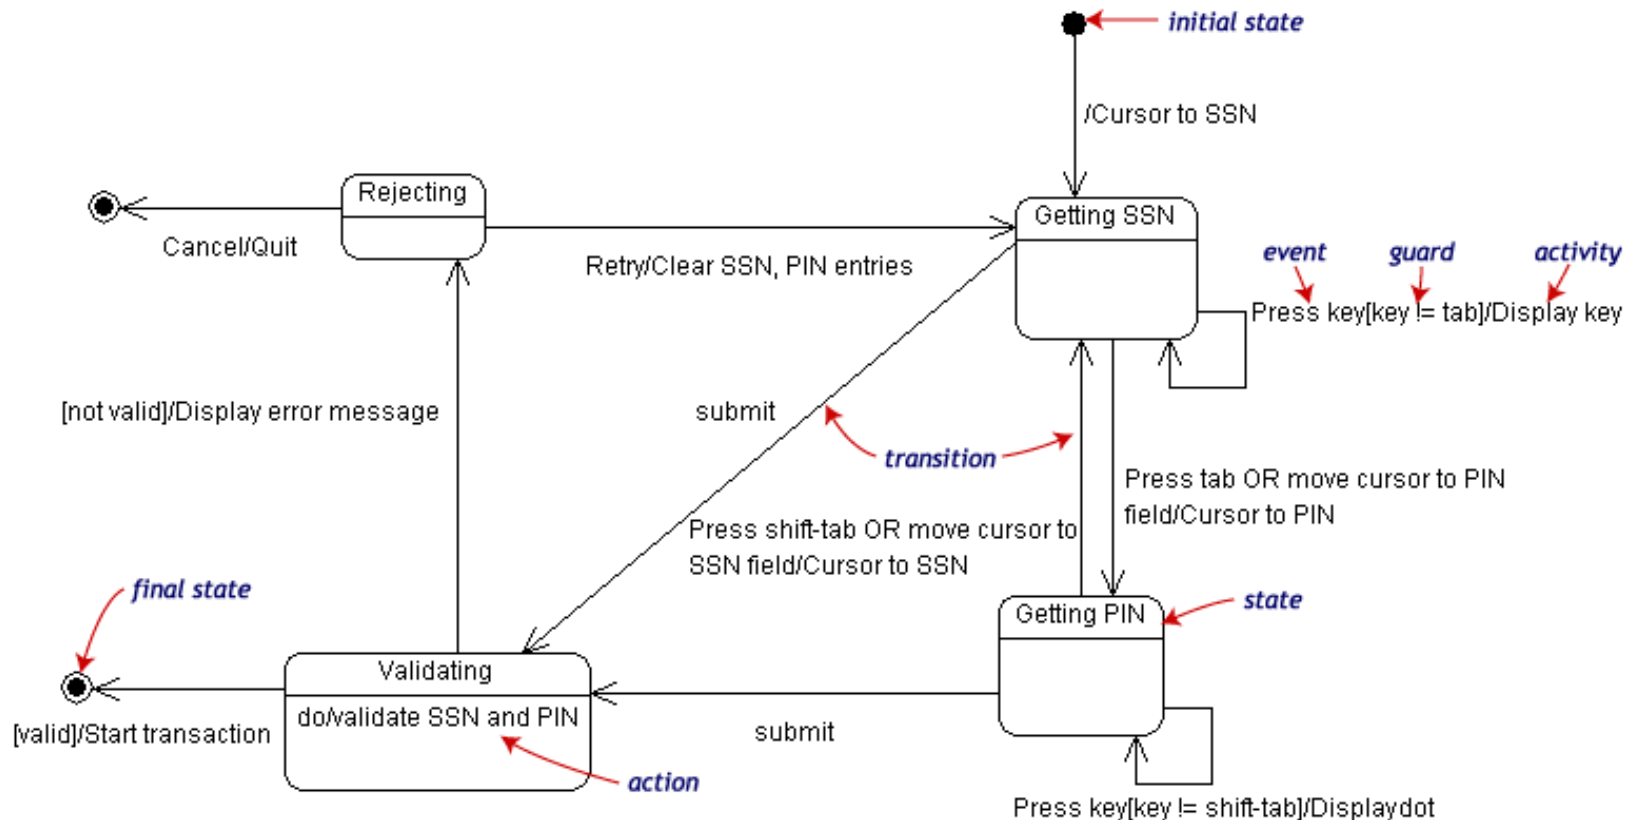 initial state
/Cursor to SSN
Rejecting
Getting SSN
Cancel/Quit
Retry/Clear SSN, PIN entries
event
guard
activity
Press key[key != tab]/Display key
[not valid]/Display error message
submit
transition
Press tab OR move cursor to PIN
field/Cursor to PIN
Press shift-tab OR move cursor to
SSN field/Cursor to SSN
final state
state
Getting PIN
Validating
do/validate SSN and PIN
[valid]/Start transaction
submit
action
Press key[key != shift-tab]/Displaydot